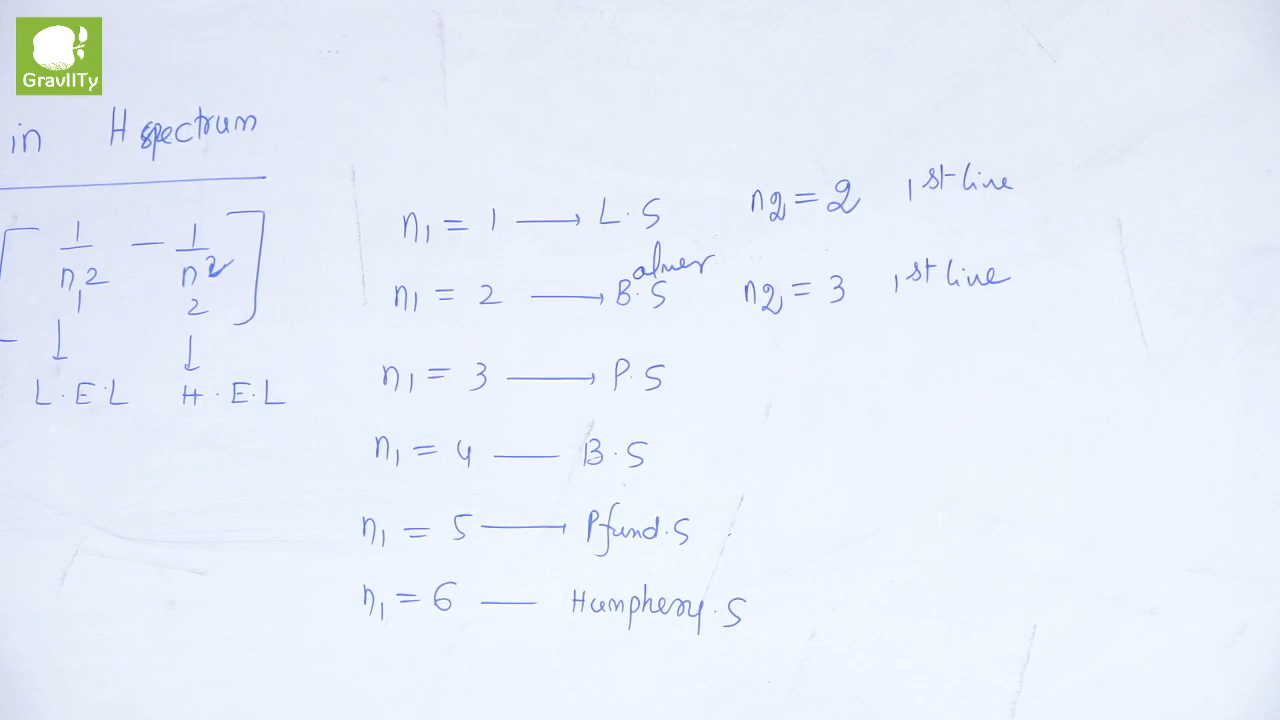 GravIITy
in H spectrum
[ 1/n₁² − 1/n₂² ]
↓ ↓
L.E.L H.E.L
n₁ = 1 → L.S n2 = 2 1st line
n₁ = 2 → B.S almer n2 = 3 1st line
n₁ = 3 → P.S
n₁ = 4 — B.S
n₁ = 5 → Pfund.S
n₁ = 6 — Humphery.S